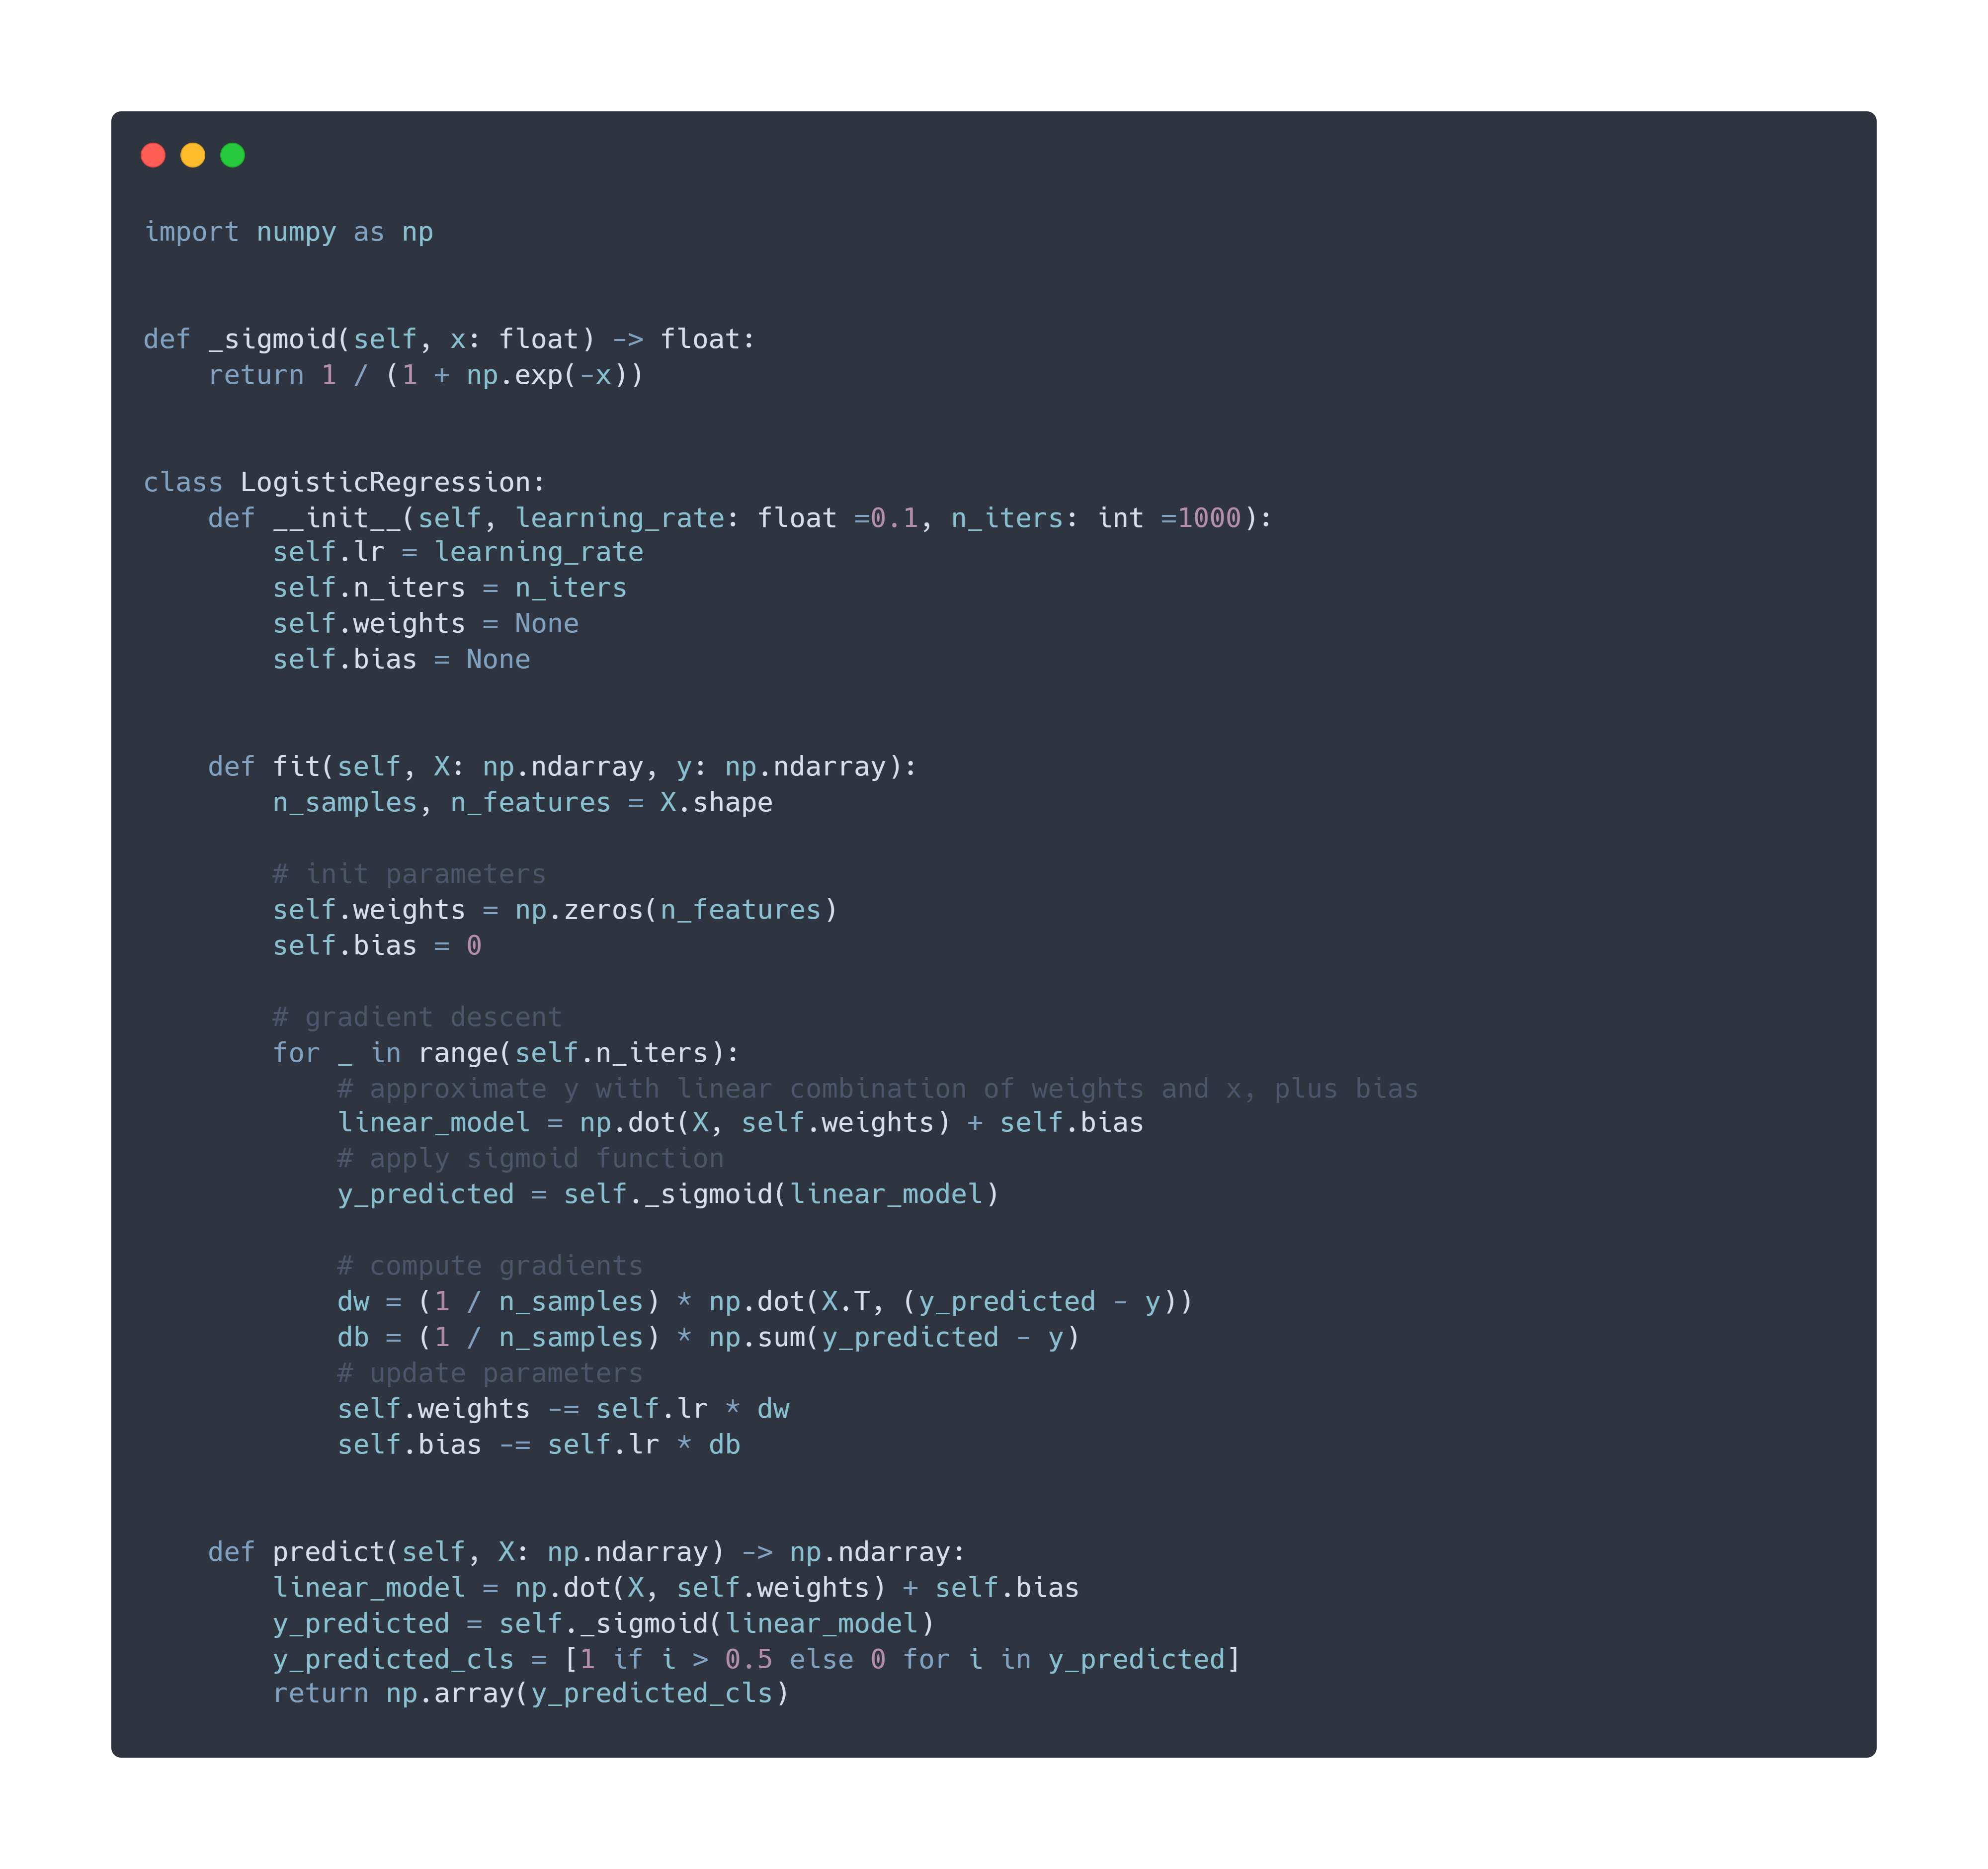 import numpy as np
def _sigmoid(self, x: float) -> float:
    return 1 / (1 + np.exp(-x))
class LogisticRegression:
    def __init__(self, learning_rate: float =0.1, n_iters: int =1000):
        self.lr = learning_rate
        self.n_iters = n_iters
        self.weights = None
        self.bias = None
    def fit(self, X: np.ndarray, y: np.ndarray):
        n_samples, n_features = X.shape
        # init parameters
        self.weights = np.zeros(n_features)
        self.bias = 0
        # gradient descent
        for _ in range(self.n_iters):
            # approximate y with linear combination of weights and x, plus bias
            linear_model = np.dot(X, self.weights) + self.bias
            # apply sigmoid function
            y_predicted = self._sigmoid(linear_model)
            # compute gradients
            dw = (1 / n_samples) * np.dot(X.T, (y_predicted - y))
            db = (1 / n_samples) * np.sum(y_predicted - y)
            # update parameters
            self.weights -= self.lr * dw
            self.bias -= self.lr * db
    def predict(self, X: np.ndarray) -> np.ndarray:
        linear_model = np.dot(X, self.weights) + self.bias
        y_predicted = self._sigmoid(linear_model)
        y_predicted_cls = [1 if i > 0.5 else 0 for i in y_predicted]
        return np.array(y_predicted_cls)